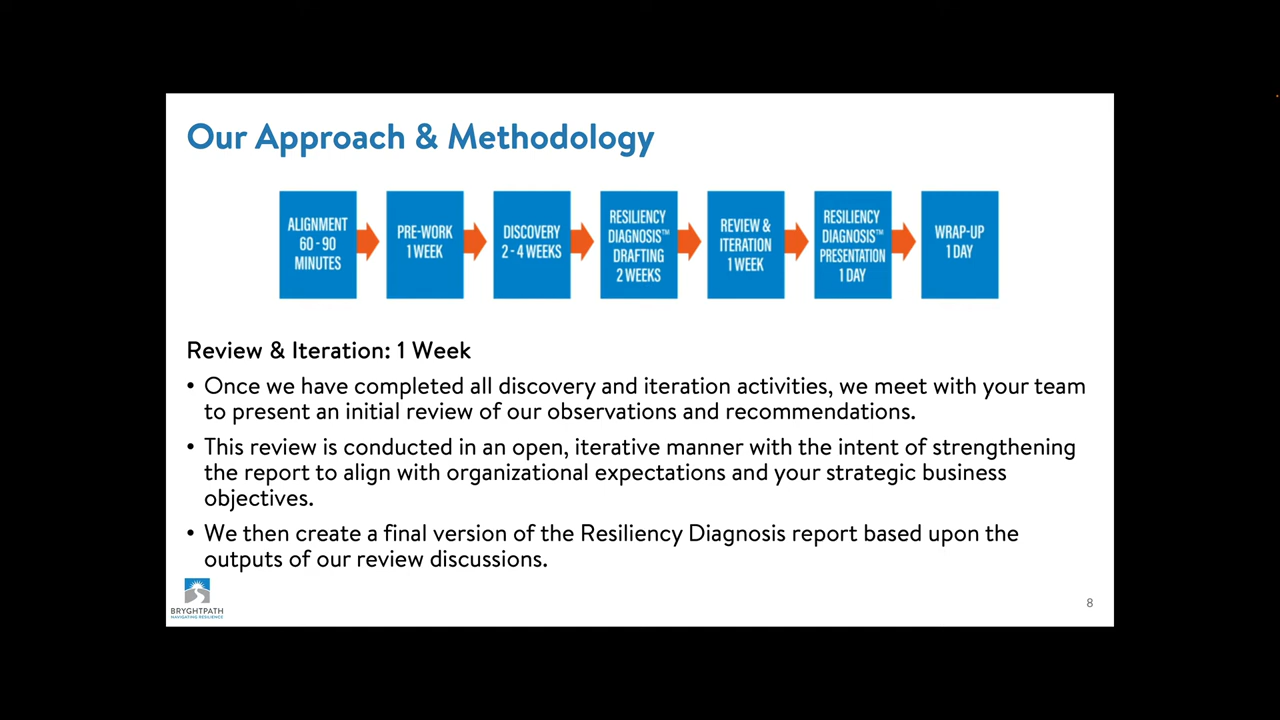 Our Approach & Methodology
ALIGNMENT
60 - 90
MINUTES
PRE-WORK
1 WEEK
DISCOVERY
2 - 4 WEEKS
RESILIENCY
DIAGNOSIS™
DRAFTING
2 WEEKS
REVIEW &
ITERATION
1 WEEK
RESILIENCY
DIAGNOSIS™
PRESENTATION
1 DAY
WRAP-UP
1 DAY
Review & Iteration: 1 Week
• Once we have completed all discovery and iteration activities, we meet with your team
to present an initial review of our observations and recommendations.
• This review is conducted in an open, iterative manner with the intent of strengthening
the report to align with organizational expectations and your strategic business
objectives.
• We then create a final version of the Resiliency Diagnosis report based upon the
outputs of our review discussions.
BRYGHTPATH
NAVIGATING RESILIENCE
8